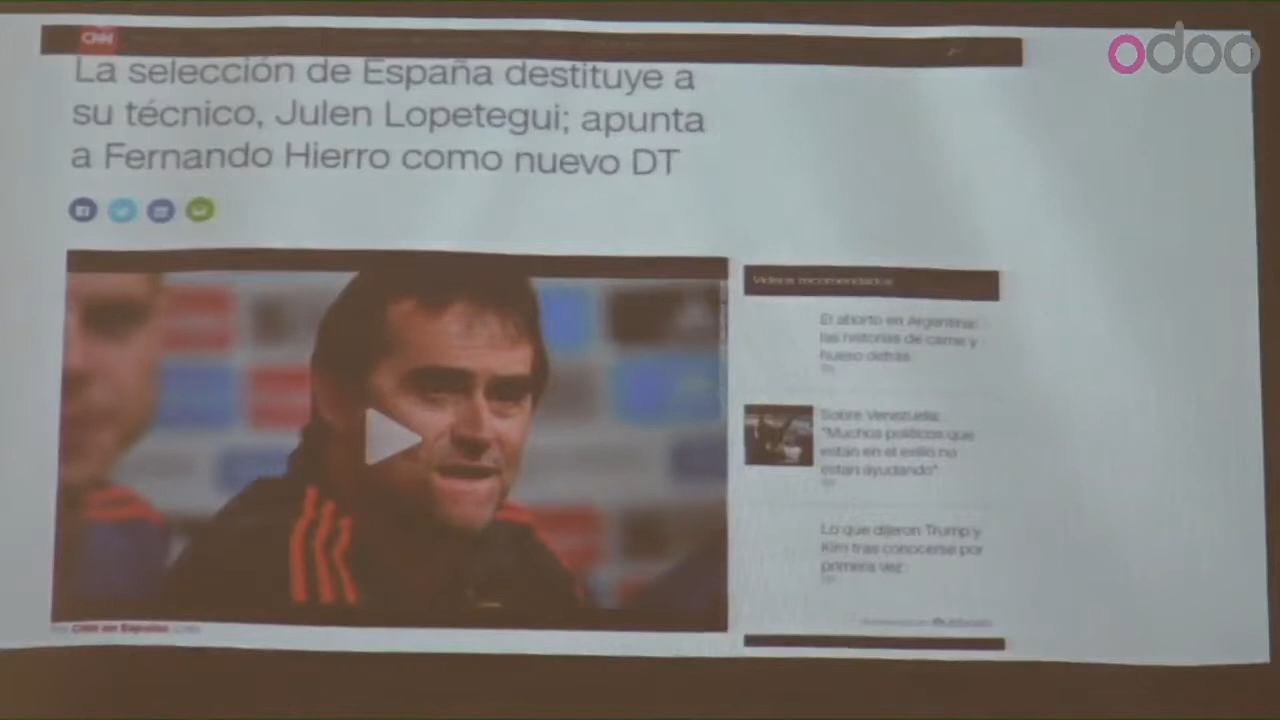 CNN
odoo
La selección de España destituye a
su técnico, Julen Lopetegui; apunta
a Fernando Hierro como nuevo DT
Videos recomendados
El aborto en Argentina:
las historias de carne y
hueso detrás
Sobre Venezuela:
"Muchos políticos que
están en el exilio no
están ayudando"
Lo que dijeron Trump y
Kim tras conocerse por
primera vez
CNN en Español